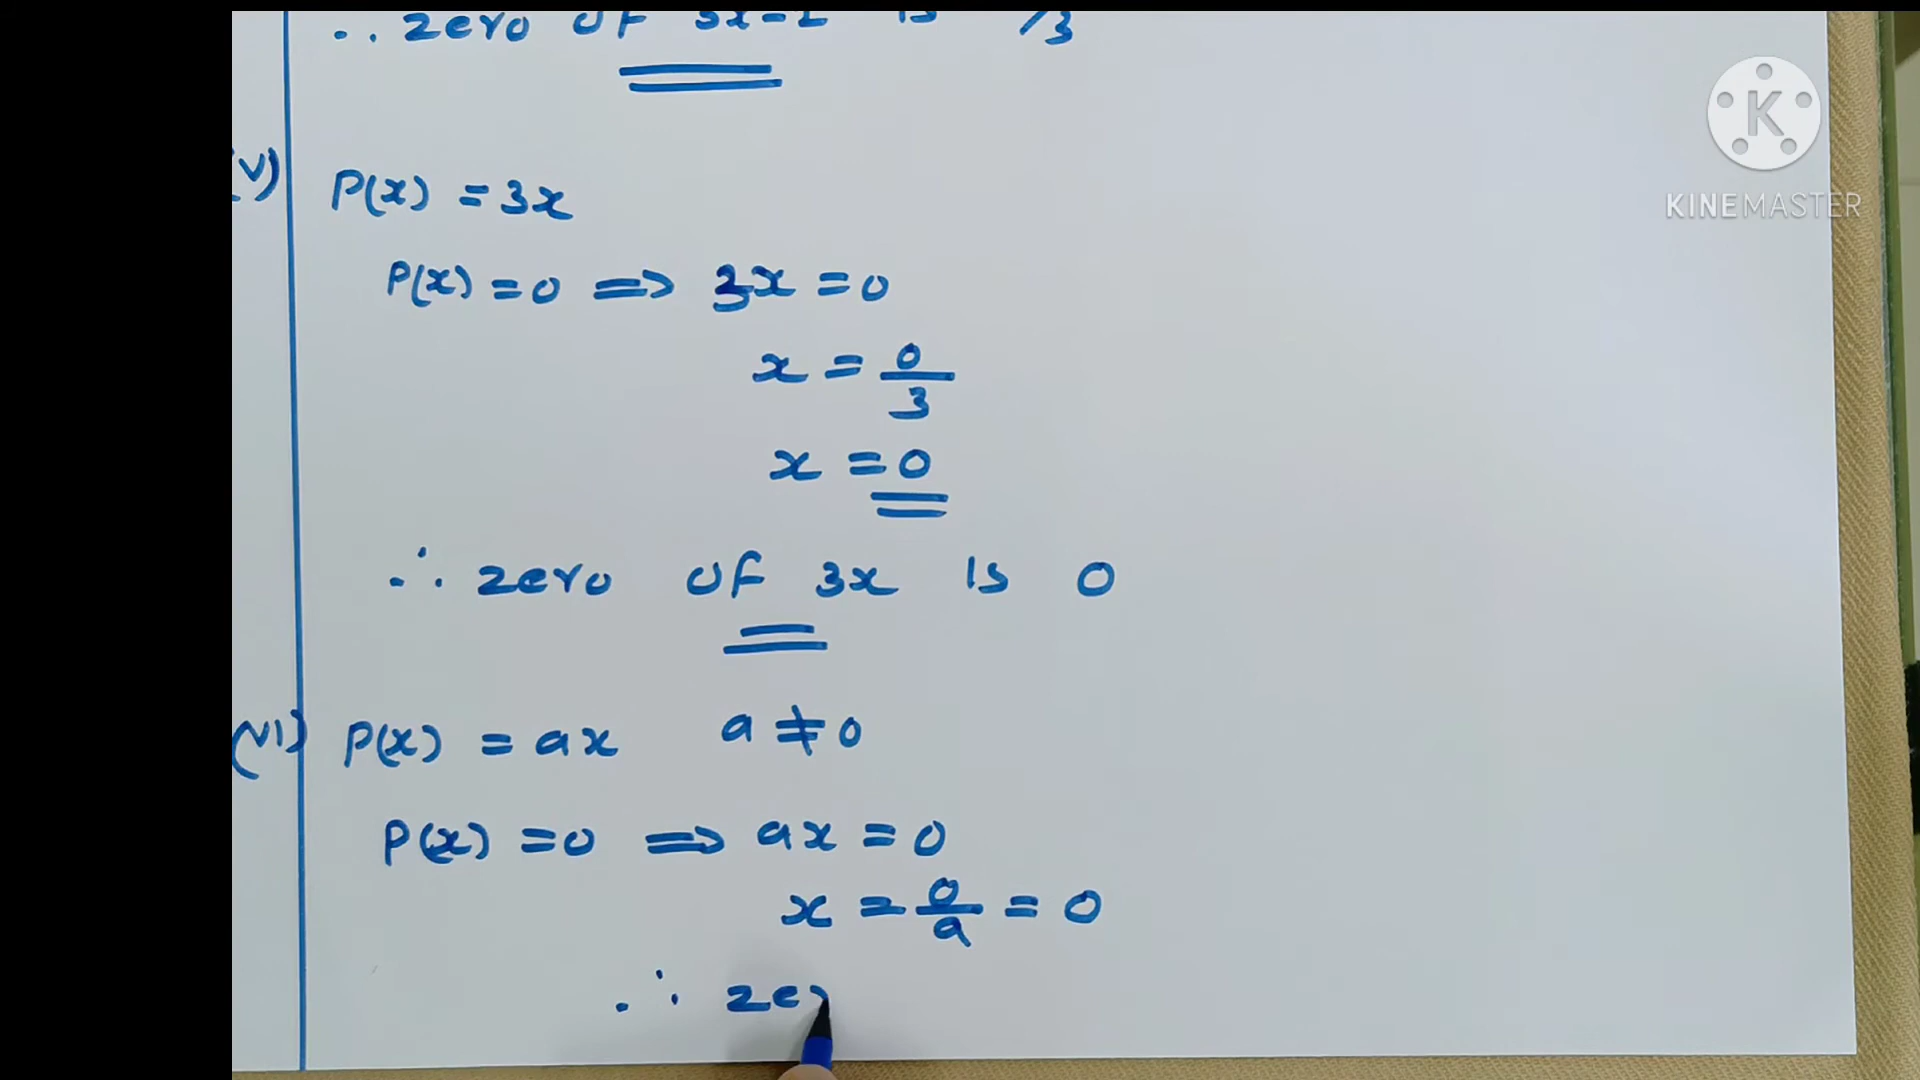 ∴ zero of 3x-2 is /3
(V) P(x) = 3x
P(x) = 0 ⟹ 3x = 0
x = 0/3
x = 0
∴ zero of 3x is 0
(VI) P(x) = ax a ≠ 0
P(x) = 0 ⟹ ax = 0
x = 0/a = 0
∴ zer
K
KINEMASTER